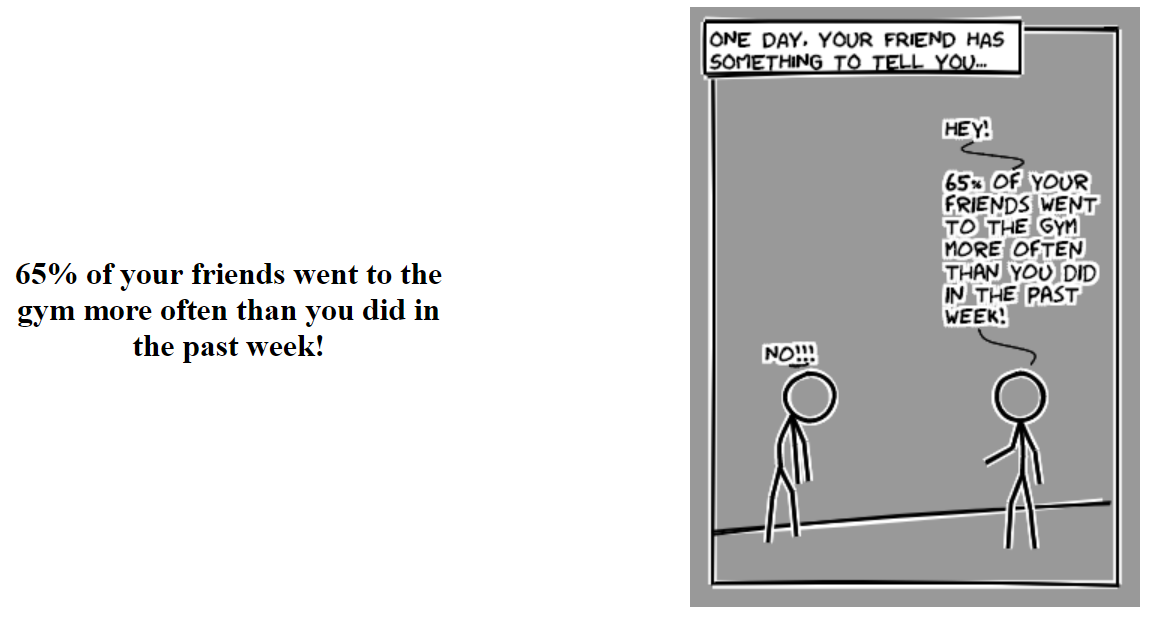 65% of your friends went to the
gym more often than you did in
the past week!
ONE DAY, YOUR FRIEND HAS
SOMETHING TO TELL YOU...
HEY!
65% OF YOUR
FRIENDS WENT
TO THE GYM
MORE OFTEN
THAN YOU DID
IN THE PAST
WEEK!
NO!!!